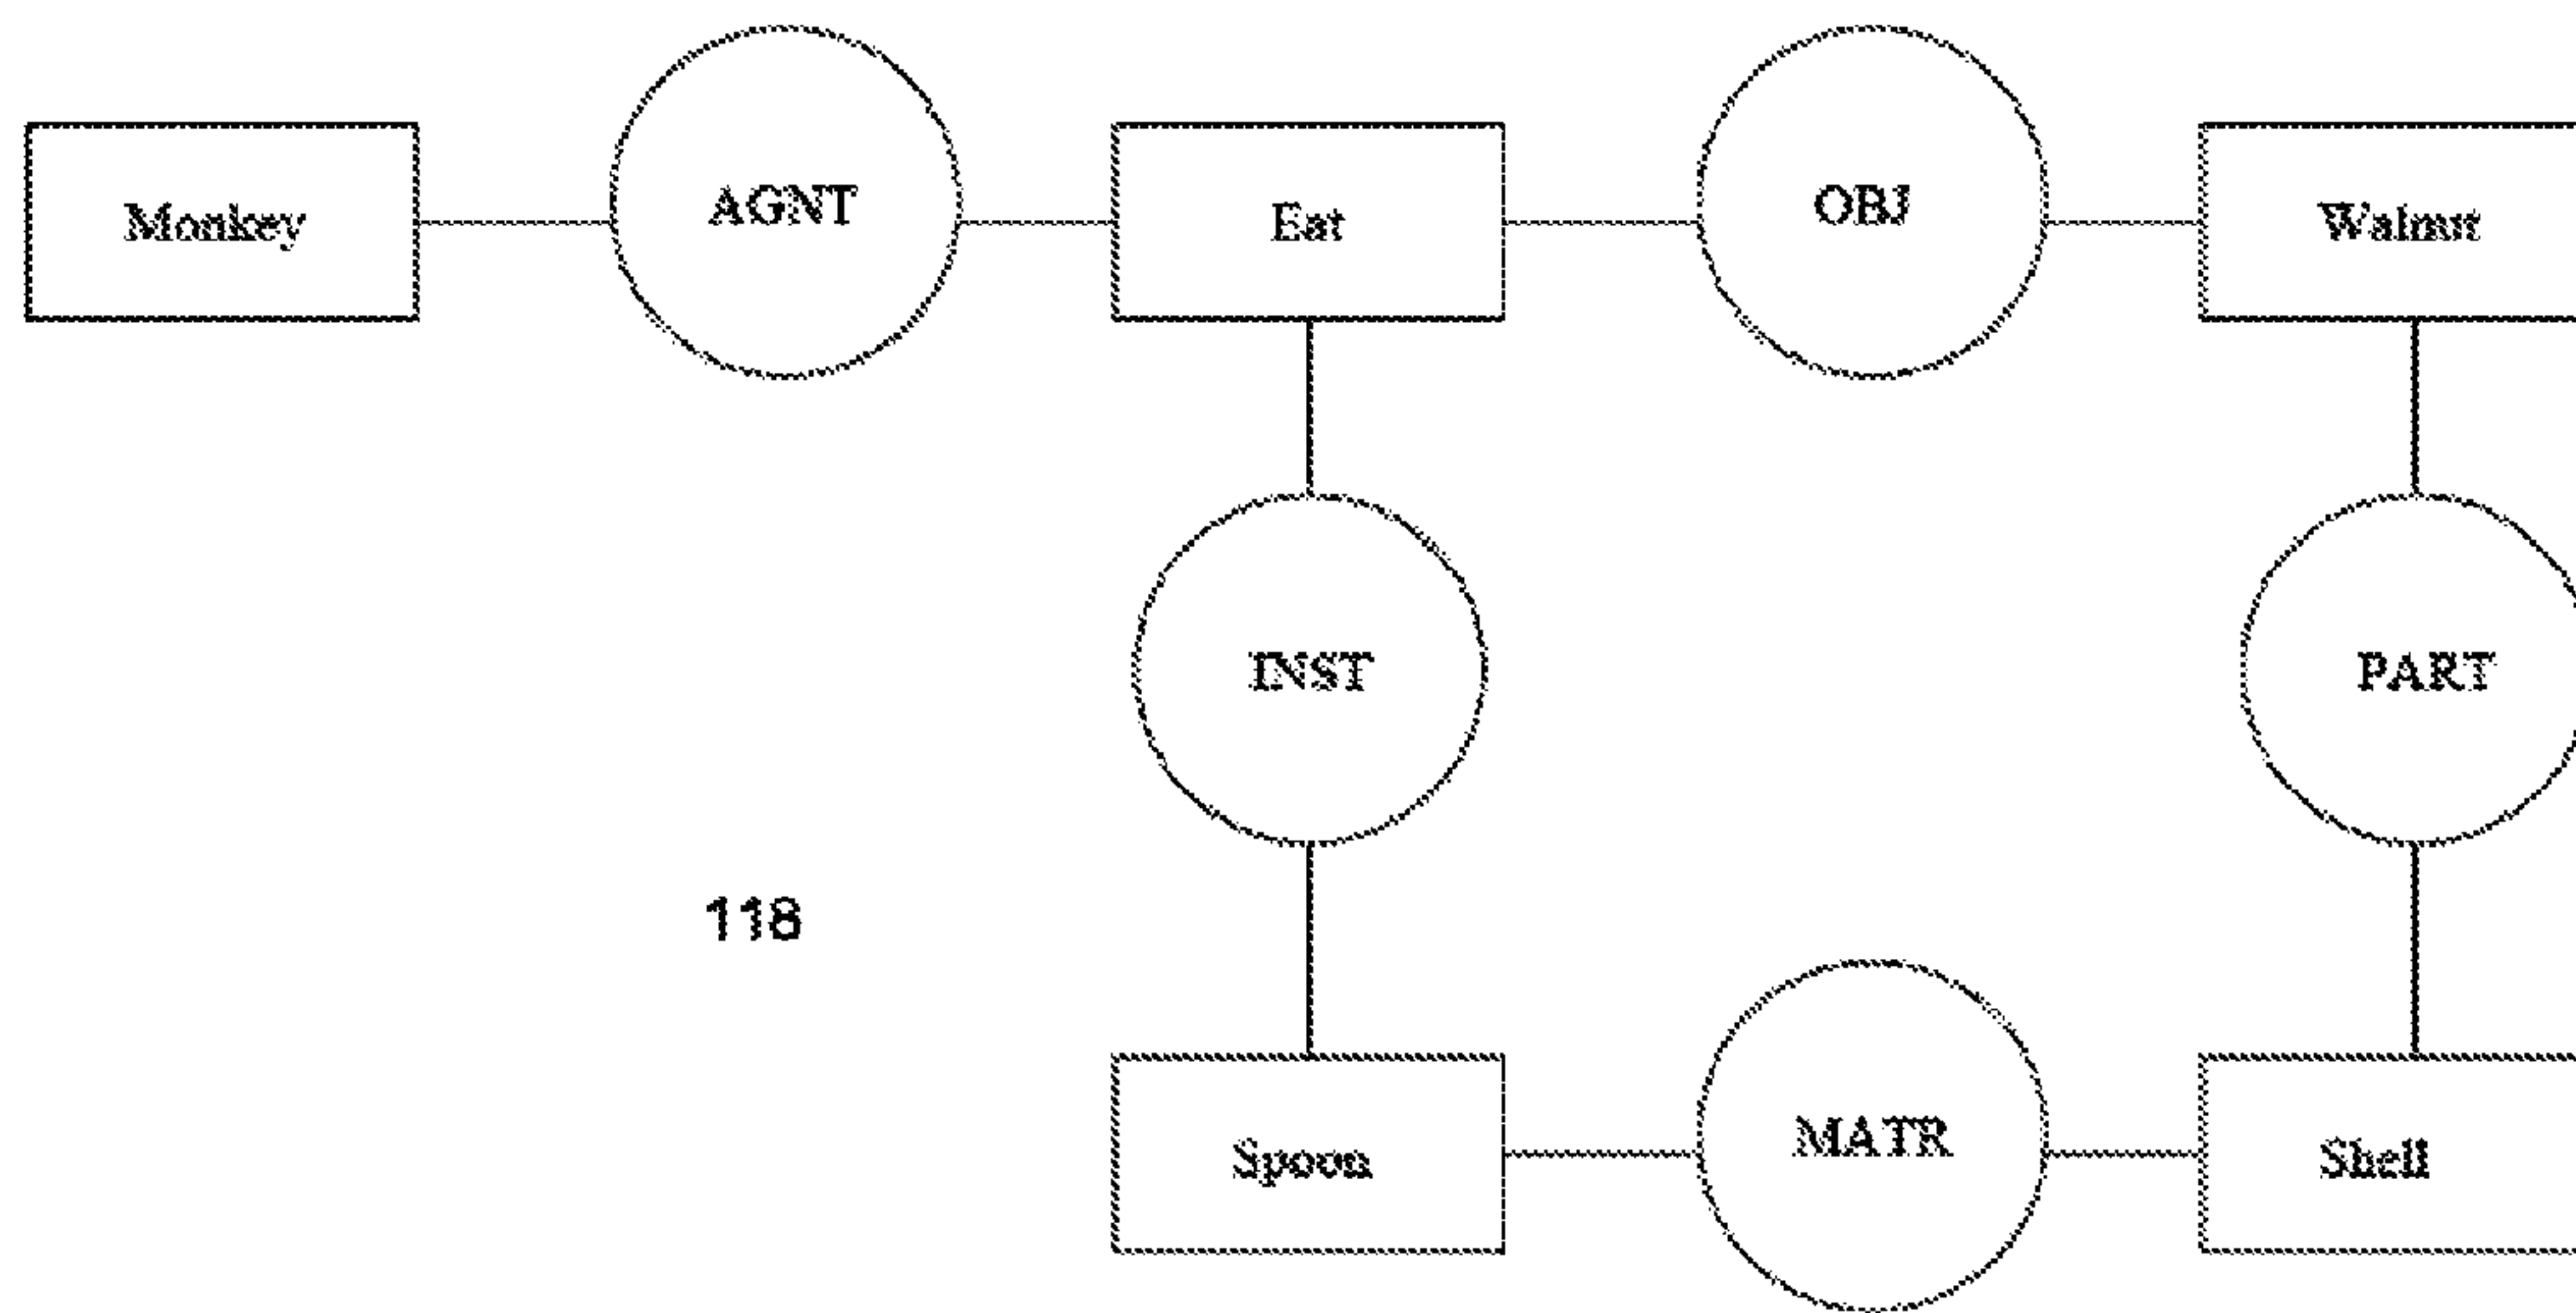 Monkey
AGNT
Eat
OBJ
Walnut
INST
PART
118
Spoon
MATR
Shell